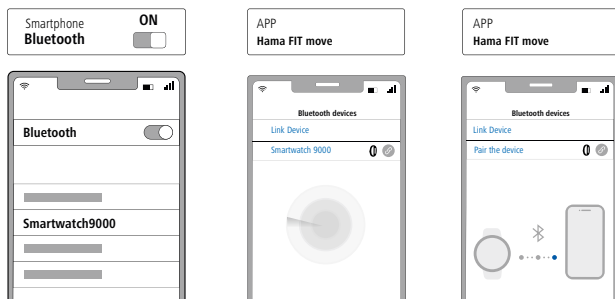 Smartphone
Bluetooth
ON
APP
Hama FIT move
APP
Hama FIT move
Bluetooth
Smartwatch9000
Bluetooth devices
Link Device
Smartwatch 9000
Bluetooth devices
Link Device
Pair the device